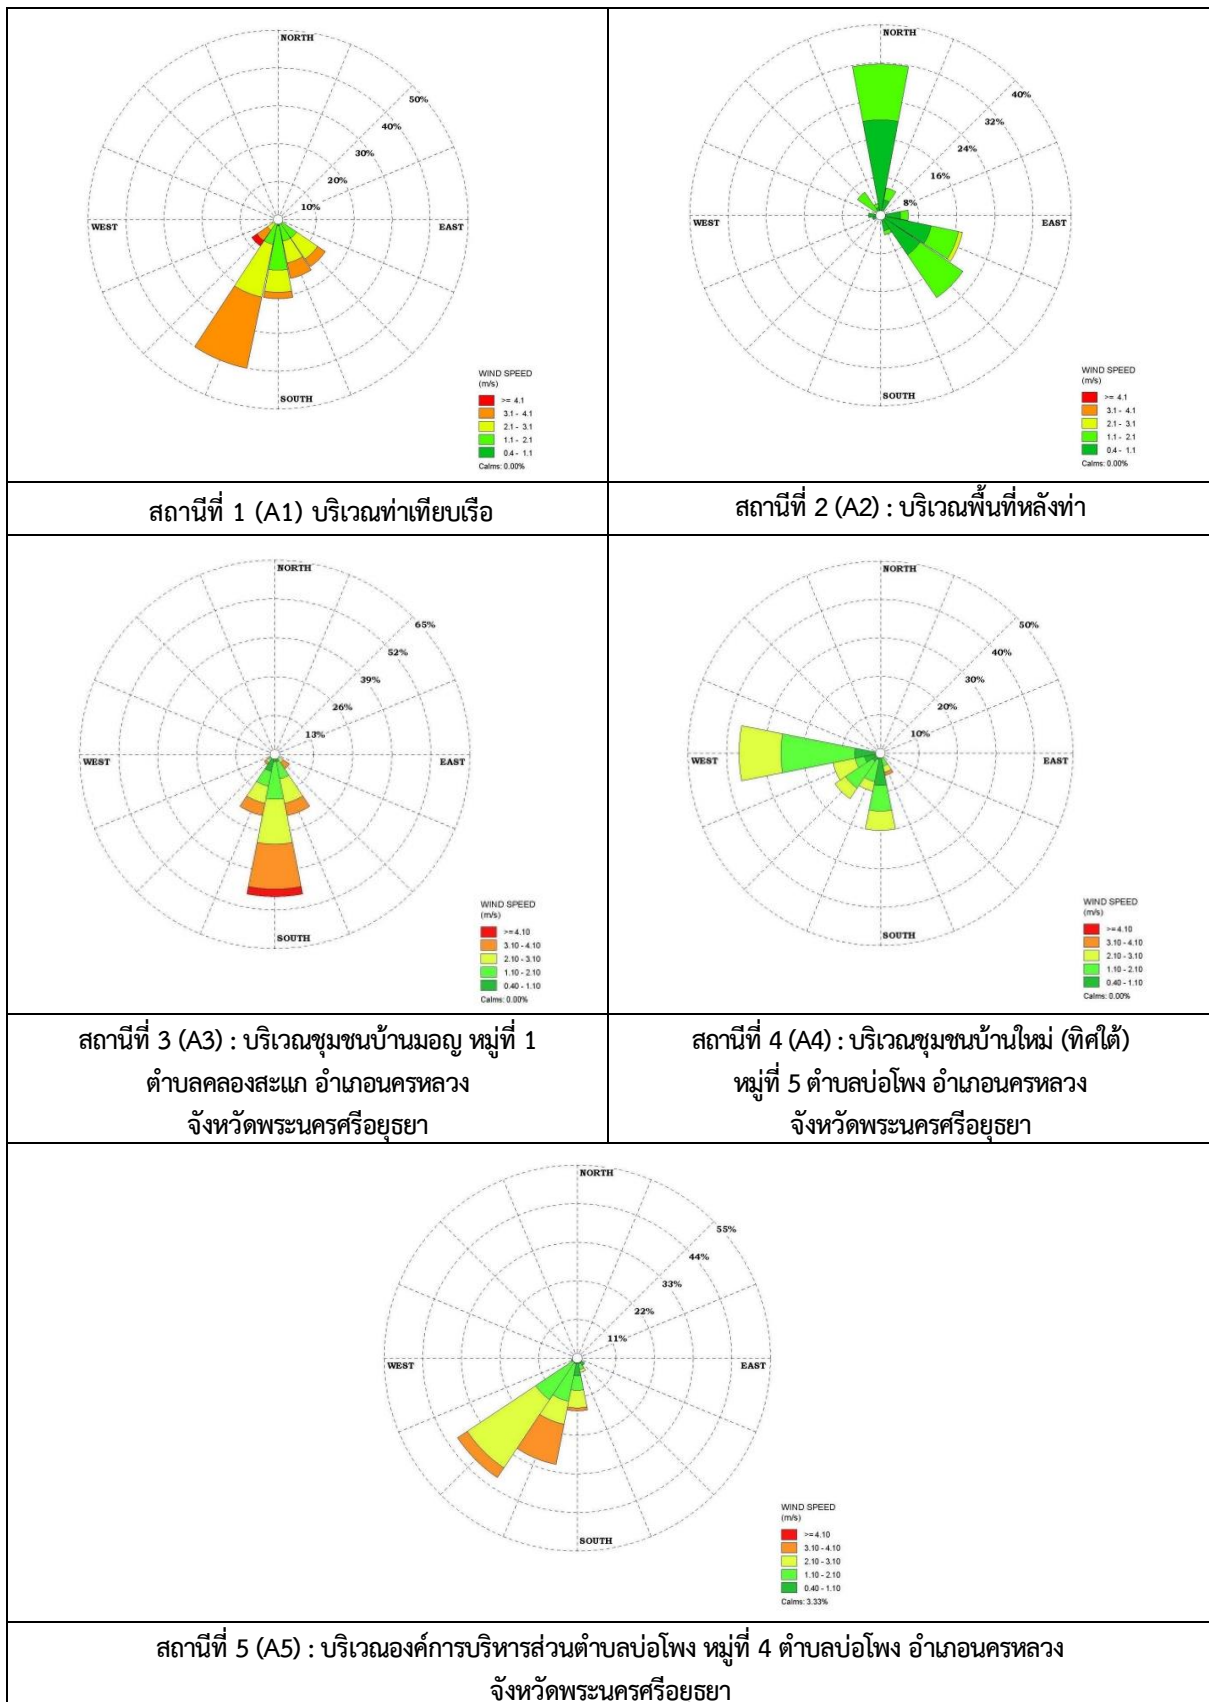 NORTH
50%
40%
30%
20%
10%
WEST
EAST
SOUTH
WIND SPEED
(m/s)
>= 4.1
3.1 - 4.1
2.1 - 3.1
1.1 - 2.1
0.4 - 1.1
Calms: 0.00%
สถานีที่ 1 (A1) บริเวณท่าเทียบเรือ
NORTH
40%
32%
24%
16%
8%
WEST
EAST
SOUTH
WIND SPEED
(m/s)
>= 4.1
3.1 - 4.1
2.1 - 3.1
1.1 - 2.1
0.4 - 1.1
Calms: 0.00%
สถานีที่ 2 (A2) : บริเวณพื้นที่หลังท่า
NORTH
65%
52%
39%
26%
13%
WEST
EAST
SOUTH
WIND SPEED
(m/s)
>= 4.10
3.10 - 4.10
2.10 - 3.10
1.10 - 2.10
0.40 - 1.10
Calms: 0.00%
สถานีที่ 3 (A3) : บริเวณชุมชนบ้านมอญ หมู่ที่ 1
ตำบลคลองสะแก อำเภอนครหลวง
จังหวัดพระนครศรีอยุธยา
NORTH
50%
40%
30%
20%
10%
WEST
EAST
SOUTH
WIND SPEED
(m/s)
>= 4.10
3.10 - 4.10
2.10 - 3.10
1.10 - 2.10
0.40 - 1.10
Calms: 0.00%
สถานีที่ 4 (A4) : บริเวณชุมชนบ้านใหม่ (ทิศใต้)
หมู่ที่ 5 ตำบลบ่อโพง อำเภอนครหลวง
จังหวัดพระนครศรีอยุธยา
NORTH
55%
44%
33%
22%
11%
WEST
EAST
SOUTH
WIND SPEED
(m/s)
>= 4.10
3.10 - 4.10
2.10 - 3.10
1.10 - 2.10
0.40 - 1.10
Calms: 3.33%
สถานีที่ 5 (A5) : บริเวณองค์การบริหารส่วนตำบลบ่อโพง หมู่ที่ 4 ตำบลบ่อโพง อำเภอนครหลวง
จังหวัดพระนครศรีอยุธยา